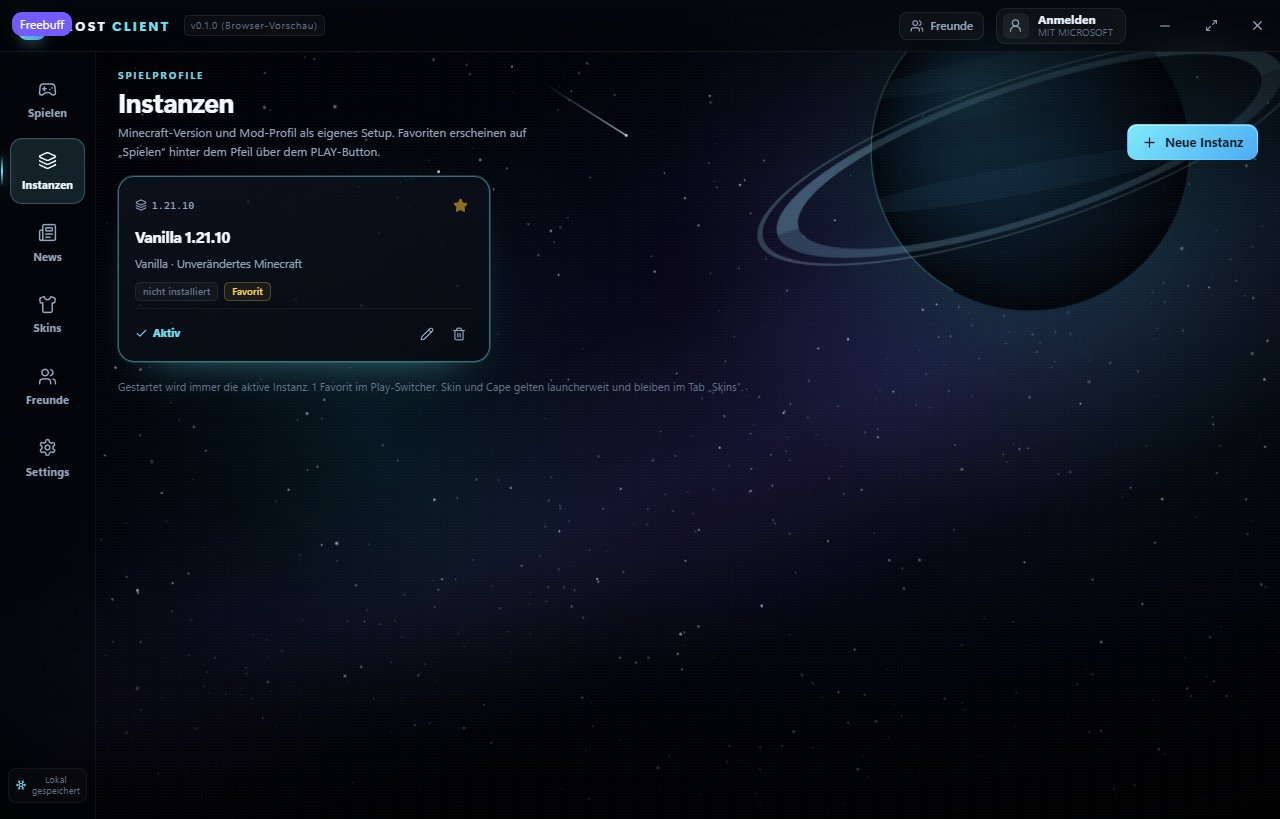 Freebuff
OST CLIENT
v0.1.0 (Browser-Vorschau)
Freunde
Anmelden
MIT MICROSOFT
Spielen
Instanzen
News
Skins
Freunde
Settings
Lokal
gespeichert
SPIELPROFILE
Instanzen
Minecraft-Version und Mod-Profil als eigenes Setup. Favoriten erscheinen auf
„Spielen“ hinter dem Pfeil über dem PLAY-Button.
Neue Instanz
1.21.10
Vanilla 1.21.10
Vanilla · Unverändertes Minecraft
nicht installiert
Favorit
Aktiv
Gestartet wird immer die aktive Instanz. 1 Favorit im Play-Switcher. Skin und Cape gelten launcherweit und bleiben im Tab „Skins“.